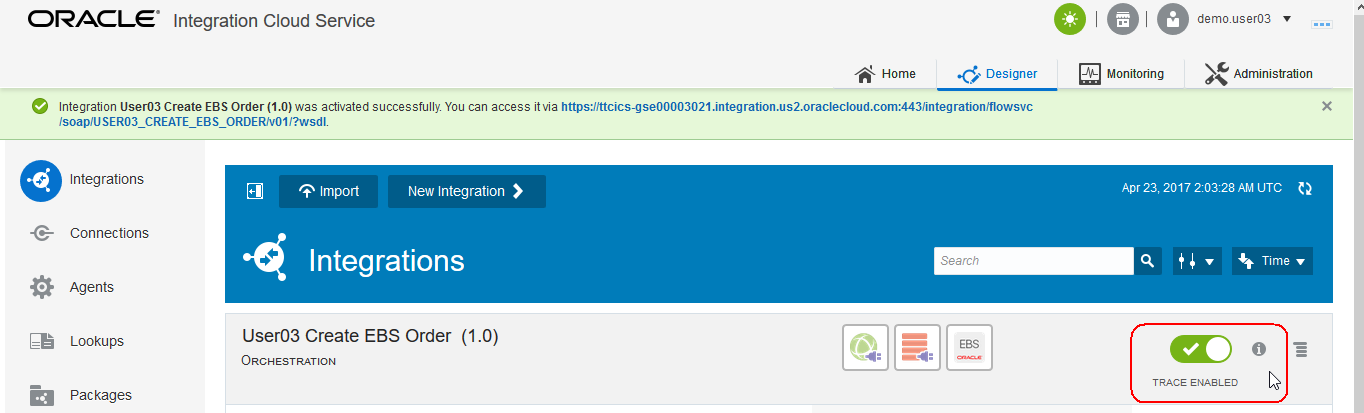 ORACLE® Integration Cloud Service
demo.user03
Home Designer Monitoring Administration
Integration User03 Create EBS Order (1.0) was activated successfully. You can access it via https://ttcics-gse00003021.integration.us2.oraclecloud.com:443/integration/flowsvc
/soap/USER03_CREATE_EBS_ORDER/v01/?wsdl.
Integrations
Connections
Agents
Lookups
Packages
Import New Integration Apr 23, 2017 2:03:28 AM UTC
Integrations Search Time
User03 Create EBS Order (1.0)
ORCHESTRATION
EBS
ORACLE
TRACE ENABLED